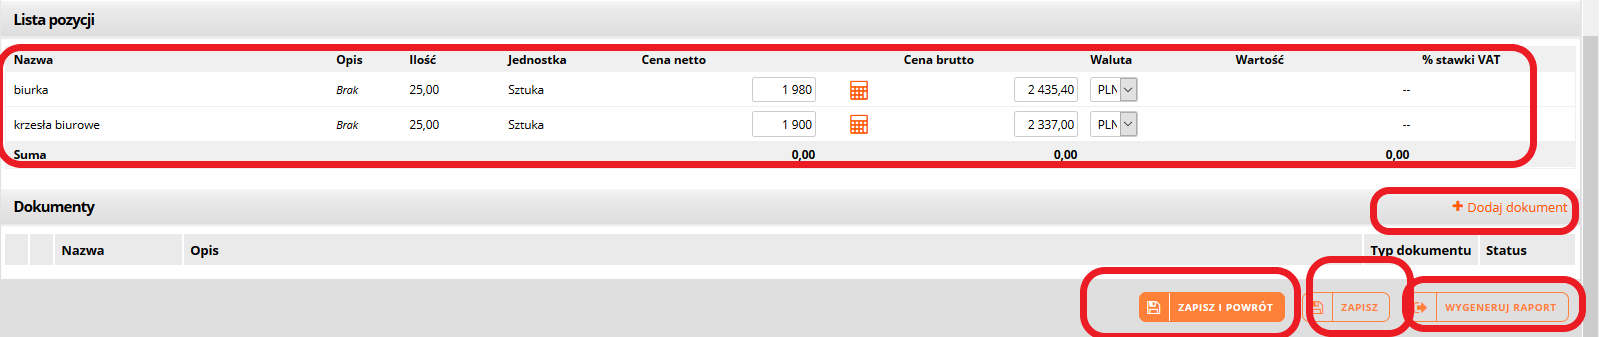 Lista pozycji
Nazwa Opis Ilość Jednostka Cena netto Cena brutto Waluta Wartość % stawki VAT
biurka Brak 25,00 Sztuka 1 980 2 435,40 PLN --
krzesła biurowe Brak 25,00 Sztuka 1 900 2 337,00 PLN --
Suma 0,00 0,00 0,00
Dokumenty + Dodaj dokument
Nazwa Opis Typ dokumentu Status
ZAPISZ I POWRÓT ZAPISZ WYGENERUJ RAPORT